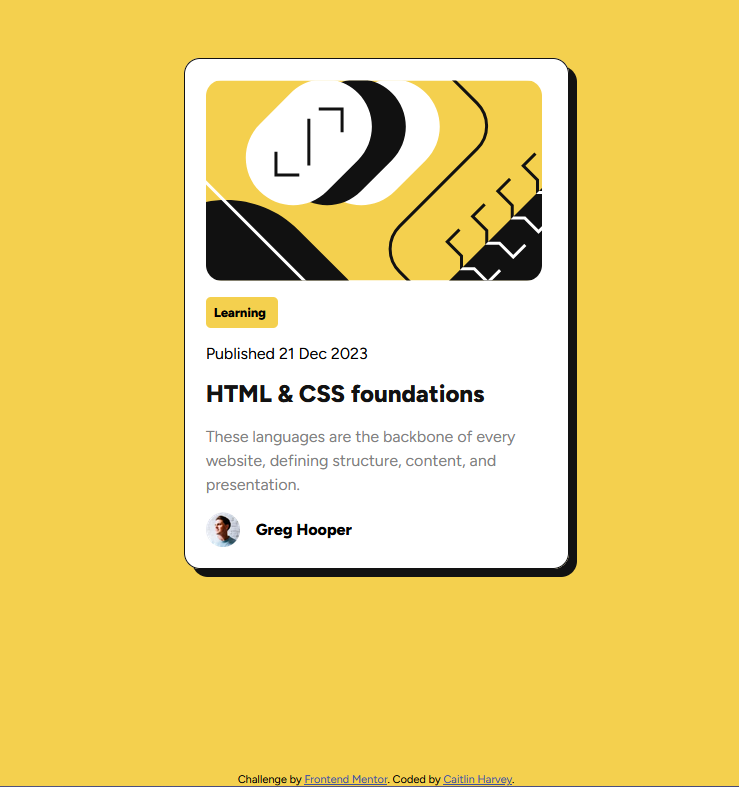 Learning
Published 21 Dec 2023
HTML & CSS foundations
These languages are the backbone of every
website, defining structure, content, and
presentation.
Greg Hooper
Challenge by Frontend Mentor. Coded by Caitlin Harvey.